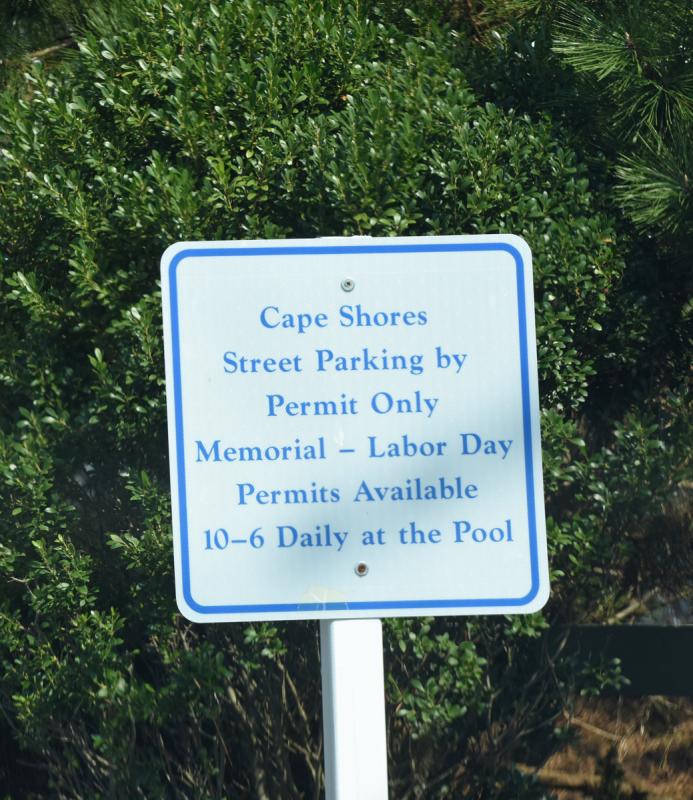 Cape Shores
Street Parking by
Permit Only
Memorial – Labor Day
Permits Available
10–6 Daily at the Pool